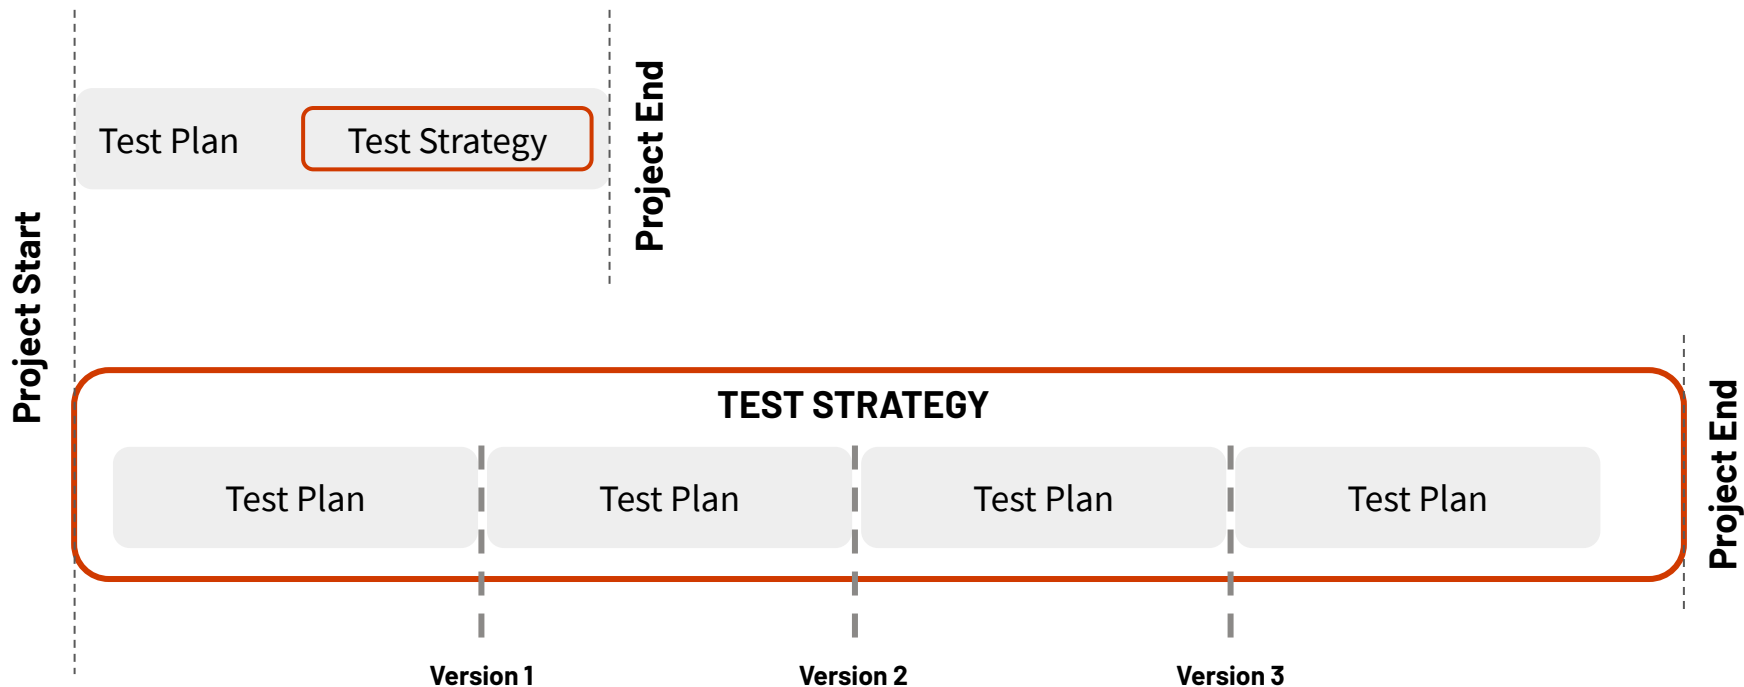 Project Start
Test Plan
Test Strategy
Project End
TEST STRATEGY
Test Plan
Test Plan
Test Plan
Test Plan
Project End
Version 1
Version 2
Version 3